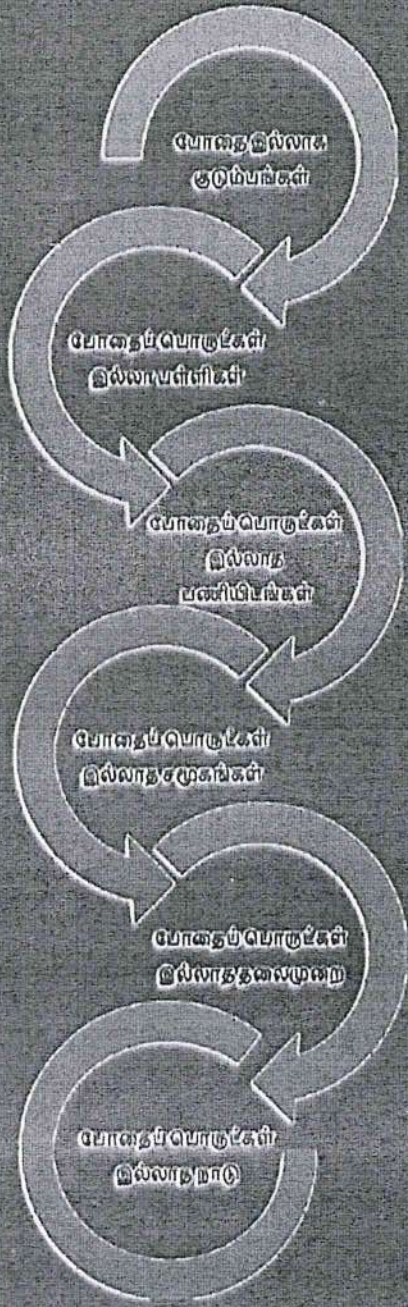 போதை இல்லாத
குடும்பங்கள்
போதைப் பொருட்கள்
இல்லா பள்ளிகள்
போதைப் பொருட்கள்
இல்லாத
பணியிடங்கள்
போதைப் பொருட்கள்
இல்லாத சமூகங்கள்
போதைப் பொருட்கள்
இல்லாத தலைமுறை
போதைப் பொருட்கள்
இல்லாத நாடு